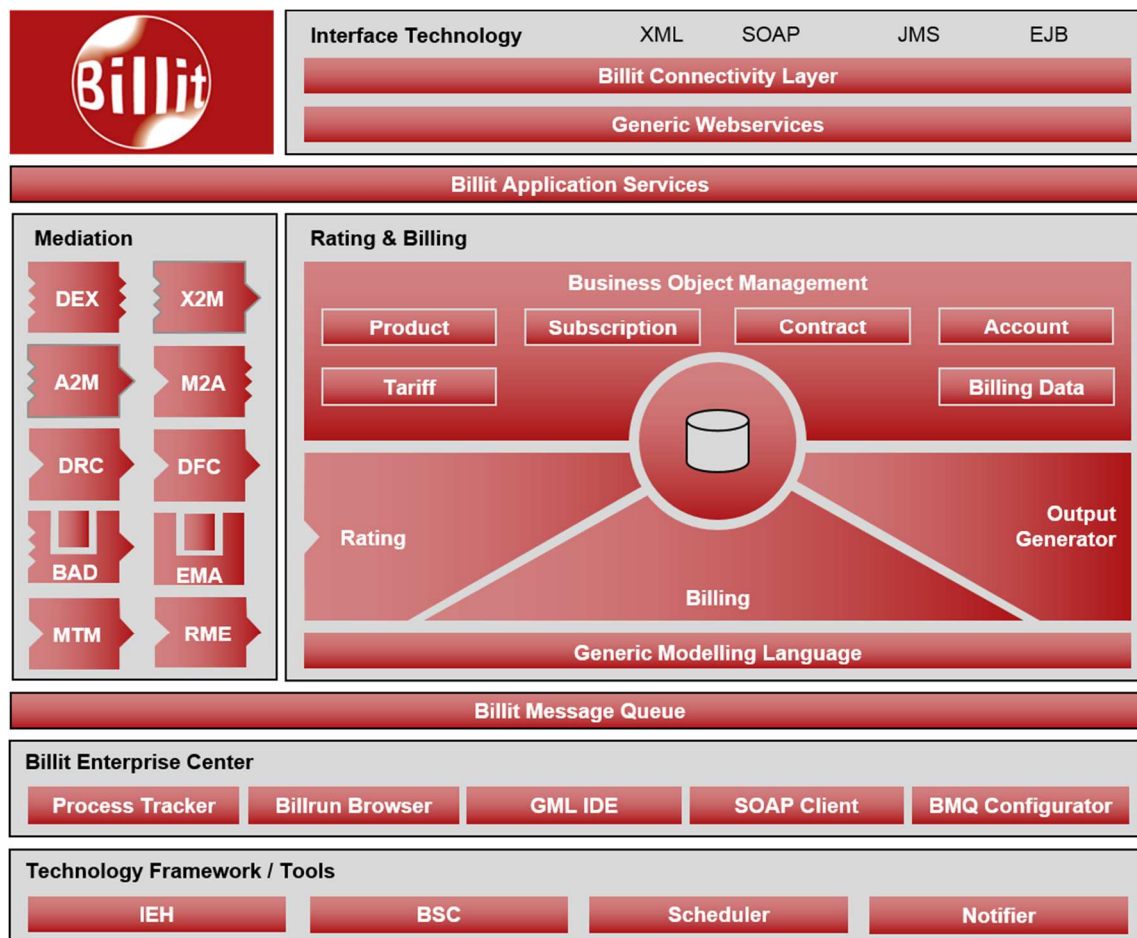 Billit
Interface Technology XML SOAP JMS EJB
Billit Connectivity Layer
Generic Webservices
Billit Application Services
Mediation
DEX X2M
A2M M2A
DRC DFC
BAD EMA
MTM RME
Rating & Billing
Business Object Management
Product Subscription Contract Account
Tariff Billing Data
Rating
Billing
Output
Generator
Generic Modelling Language
Billit Message Queue
Billit Enterprise Center
Process Tracker Billrun Browser GML IDE SOAP Client BMQ Configurator
Technology Framework / Tools
IEH BSC Scheduler Notifier